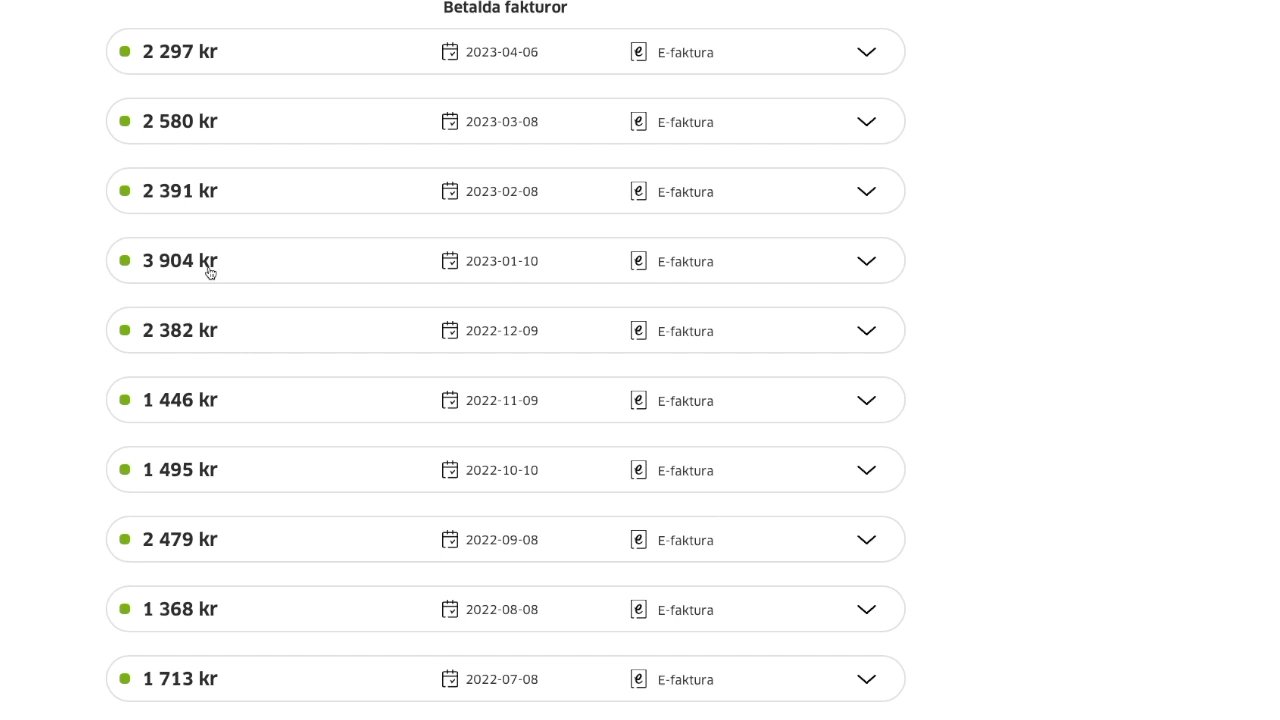 Betalda fakturor
2 297 kr 2023-04-06 E-faktura
2 580 kr 2023-03-08 E-faktura
2 391 kr 2023-02-08 E-faktura
3 904 kr 2023-01-10 E-faktura
2 382 kr 2022-12-09 E-faktura
1 446 kr 2022-11-09 E-faktura
1 495 kr 2022-10-10 E-faktura
2 479 kr 2022-09-08 E-faktura
1 368 kr 2022-08-08 E-faktura
1 713 kr 2022-07-08 E-faktura